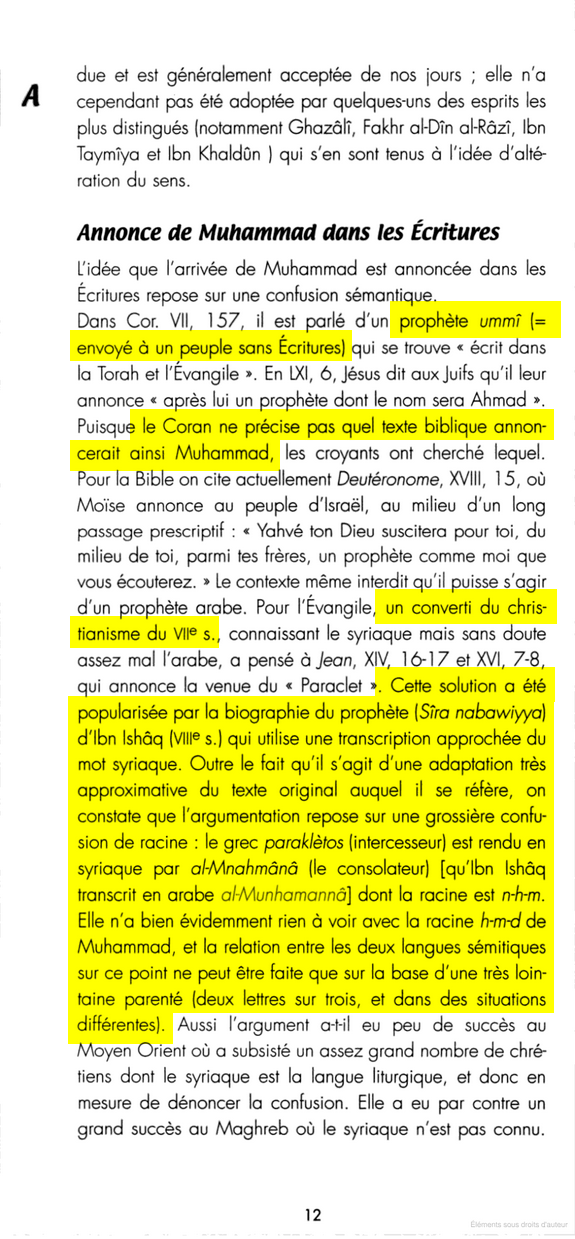 due et est généralement acceptée de nos jours ; elle n'a
A
cependant pas été adoptée par quelques-uns des esprits les
plus distingués (notamment Ghazâlî, Fakhr al-Dîn al-Râzî, Ibn
Taymîya et Ibn Khaldûn ) qui s'en sont tenus à l'idée d'alté-
ration du sens.
Annonce de Muhammad dans les Écritures
L'idée que l'arrivée de Muhammad est annoncée dans les
Écritures repose sur une confusion sémantique.
Dans Cor. VII, 157, il est parlé d'un prophète ummî (=
envoyé à un peuple sans Écritures) qui se trouve « écrit dans
la Torah et l'Évangile ». En LXI, 6, Jésus dit aux Juifs qu'il leur
annonce « après lui un prophète dont le nom sera Ahmad ».
Puisque le Coran ne précise pas quel texte biblique annon-
cerait ainsi Muhammad, les croyants ont cherché lequel.
Pour la Bible on cite actuellement Deutéronome, XVIII, 15, où
Moïse annonce au peuple d'Israël, au milieu d'un long
passage prescriptif : « Yahvé ton Dieu suscitera pour toi, du
milieu de toi, parmi tes frères, un prophète comme moi que
vous écouterez. » Le contexte même interdit qu'il puisse s'agir
d'un prophète arabe. Pour l'Évangile, un converti du chris-
tianisme du VIIe s., connaissant le syriaque mais sans doute
assez mal l'arabe, a pensé à Jean, XIV, 16-17 et XVI, 7-8,
qui annonce la venue du « Paraclet ». Cette solution a été
popularisée par la biographie du prophète (Sîra nabawiyya)
d'Ibn Ishâq (VIIIe s.) qui utilise une transcription approchée du
mot syriaque. Outre le fait qu'il s'agit d'une adaptation très
approximative du texte original auquel il se réfère, on
constate que l'argumentation repose sur une grossière confu-
sion de racine : le grec paraklètos (intercesseur) est rendu en
syriaque par al-Mnahmânâ (le consolateur) [qu'Ibn Ishâq
transcrit en arabe al-Munhamannâ] dont la racine est n-h-m.
Elle n'a bien évidemment rien à voir avec la racine h-m-d de
Muhammad, et la relation entre les deux langues sémitiques
sur ce point ne peut être faite que sur la base d'une très loin-
taine parenté (deux lettres sur trois, et dans des situations
différentes). Aussi l'argument a-t-il eu peu de succès au
Moyen Orient où a subsisté un assez grand nombre de chré-
tiens dont le syriaque est la langue liturgique, et donc en
mesure de dénoncer la confusion. Elle a eu par contre un
grand succès au Maghreb où le syriaque n'est pas connu.
12
Éléments sous droits d'auteur